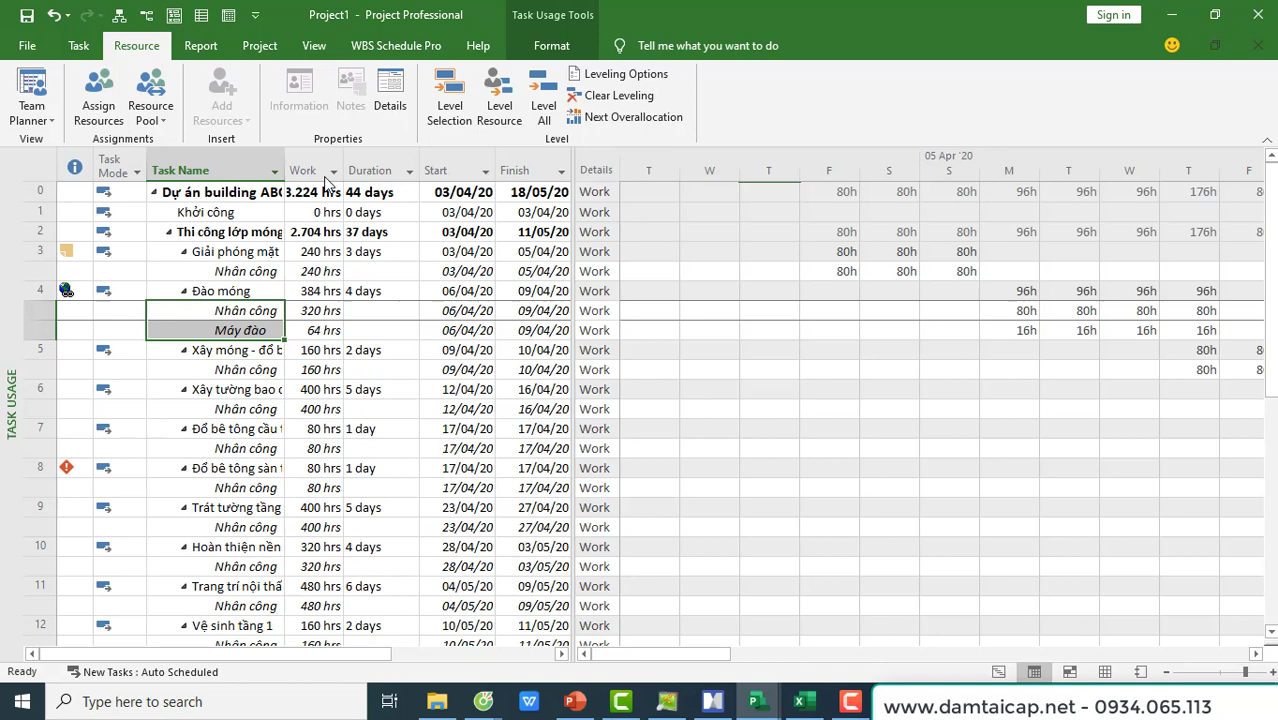 Project1 - Project Professional
Task Usage Tools
Sign in
File Task Resource Report Project View WBS Schedule Pro Help Format Tell me what you want to do
Team Planner
Assign Resources
Resource Pool
Add Resources
Information
Notes
Details
Level Selection
Level Resource
Level All
Leveling Options
Clear Leveling
Next Overallocation
View Assignments Insert Properties Level
05 Apr '20
Task Mode Task Name Work Duration Start Finish Details T W T F S S M T W T F
0 Dự án building ABC 3.224 hrs 44 days 03/04/20 18/05/20 Work 80h 80h 80h 96h 96h 96h 176h 8
1 Khởi công 0 hrs 0 days 03/04/20 03/04/20 Work
2 Thi công lớp móng 2.704 hrs 37 days 03/04/20 11/05/20 Work 80h 80h 80h 96h 96h 96h 176h 8
3 Giải phóng mặt 240 hrs 3 days 03/04/20 05/04/20 Work 80h 80h 80h
Nhân công 240 hrs 03/04/20 05/04/20 Work 80h 80h 80h
4 Đào móng 384 hrs 4 days 06/04/20 09/04/20 Work 96h 96h 96h 96h
Nhân công 320 hrs 06/04/20 09/04/20 Work 80h 80h 80h 80h
Máy đào 64 hrs 06/04/20 09/04/20 Work 16h 16h 16h 16h
5 Xây móng - đổ b 160 hrs 2 days 09/04/20 10/04/20 Work 80h 8
Nhân công 160 hrs 09/04/20 10/04/20 Work 80h 8
6 Xây tường bao 400 hrs 5 days 12/04/20 16/04/20 Work
Nhân công 400 hrs 12/04/20 16/04/20 Work
7 Đổ bê tông cầu t 80 hrs 1 day 17/04/20 17/04/20 Work
Nhân công 80 hrs 17/04/20 17/04/20 Work
8 Đổ bê tông sàn t 80 hrs 1 day 17/04/20 17/04/20 Work
Nhân công 80 hrs 17/04/20 17/04/20 Work
9 Trát tường tầng 400 hrs 5 days 23/04/20 27/04/20 Work
Nhân công 400 hrs 23/04/20 27/04/20 Work
10 Hoàn thiện nền 320 hrs 4 days 28/04/20 03/05/20 Work
Nhân công 320 hrs 28/04/20 03/05/20 Work
11 Trang trí nội thấ 480 hrs 6 days 04/05/20 09/05/20 Work
Nhân công 480 hrs 04/05/20 09/05/20 Work
12 Vệ sinh tầng 1 160 hrs 2 days 10/05/20 11/05/20 Work
Nhân công 160 hrs 10/05/20 11/05/20 Work
TASK USAGE
Ready New Tasks : Auto Scheduled
Type here to search
www.damtaicap.net - 0934.065.113